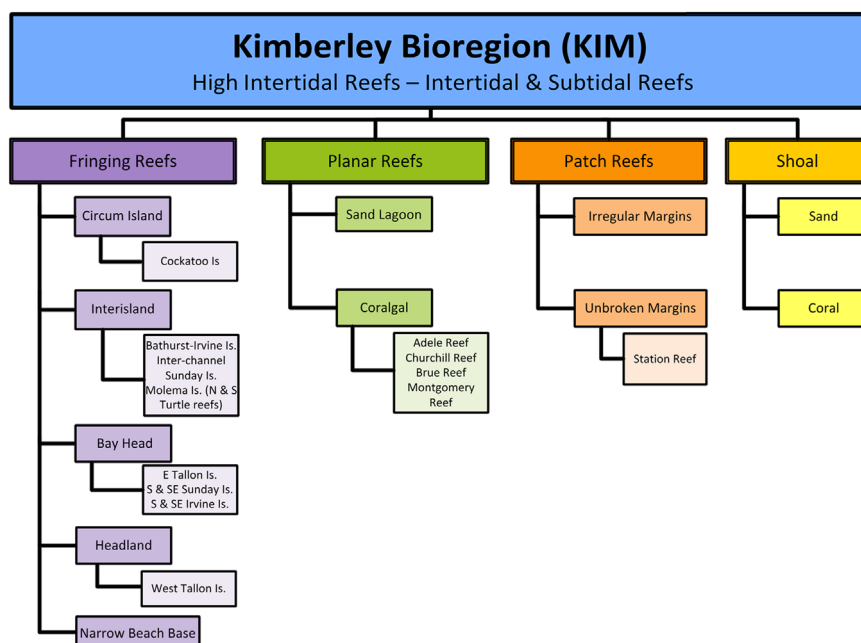 Kimberley Bioregion (KIM)
High Intertidal Reefs – Intertidal & Subtidal Reefs
Fringing Reefs
Circum Island
Cockatoo Is
Interisland
Bathurst-Irvine Is.
Inter-channel
Sunday Is.
Molema Is. (N & S
Turtle reefs)
Bay Head
E Tallon Is.
S & SE Sunday Is.
S & SE Irvine Is.
Headland
West Tallon Is.
Narrow Beach Base
Planar Reefs
Sand Lagoon
Coralgal
Adele Reef
Churchill Reef
Brue Reef
Montgomery
Reef
Patch Reefs
Irregular Margins
Unbroken Margins
Station Reef
Shoal
Sand
Coral